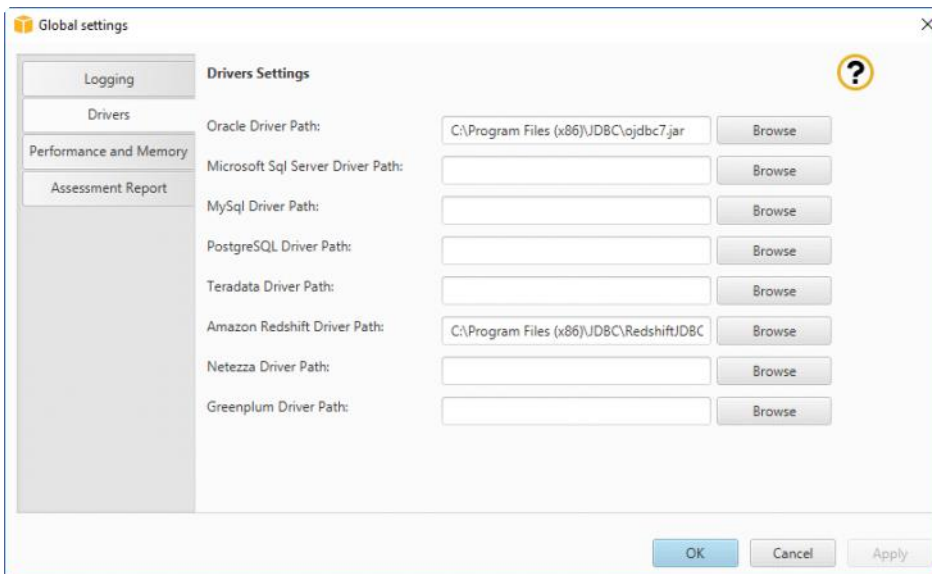 Global settings
Logging
Drivers
Performance and Memory
Assessment Report
Drivers Settings
?
Oracle Driver Path: C:\Program Files (x86)\JDBC\ojdbc7.jar Browse
Microsoft Sql Server Driver Path: Browse
MySql Driver Path: Browse
PostgreSQL Driver Path: Browse
Teradata Driver Path: Browse
Amazon Redshift Driver Path: C:\Program Files (x86)\JDBC\RedshiftJDBC Browse
Netezza Driver Path: Browse
Greenplum Driver Path: Browse
OK Cancel Apply